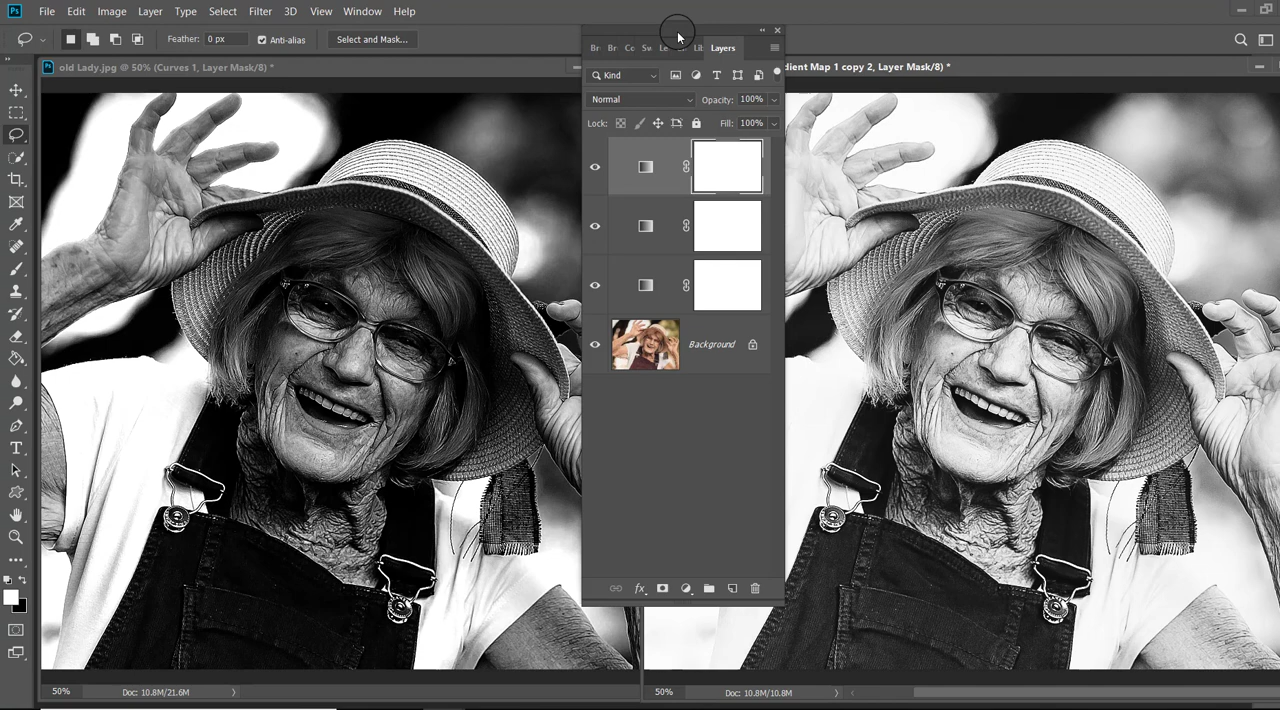 Ps File Edit Image Layer Type Select Filter 3D View Window Help
Feather: 0 px Anti-alias Select and Mask...
old Lady.jpg @ 50% (Curves 1, Layer Mask/8) *
dient Map 1 copy 2, Layer Mask/8) *
Br Br Cc Sw Le Lib Layers
Kind
Normal Opacity: 100%
Lock: Fill: 100%
Background
fx
50% Doc: 10.8M/21.6M
50% Doc: 10.8M/10.8M